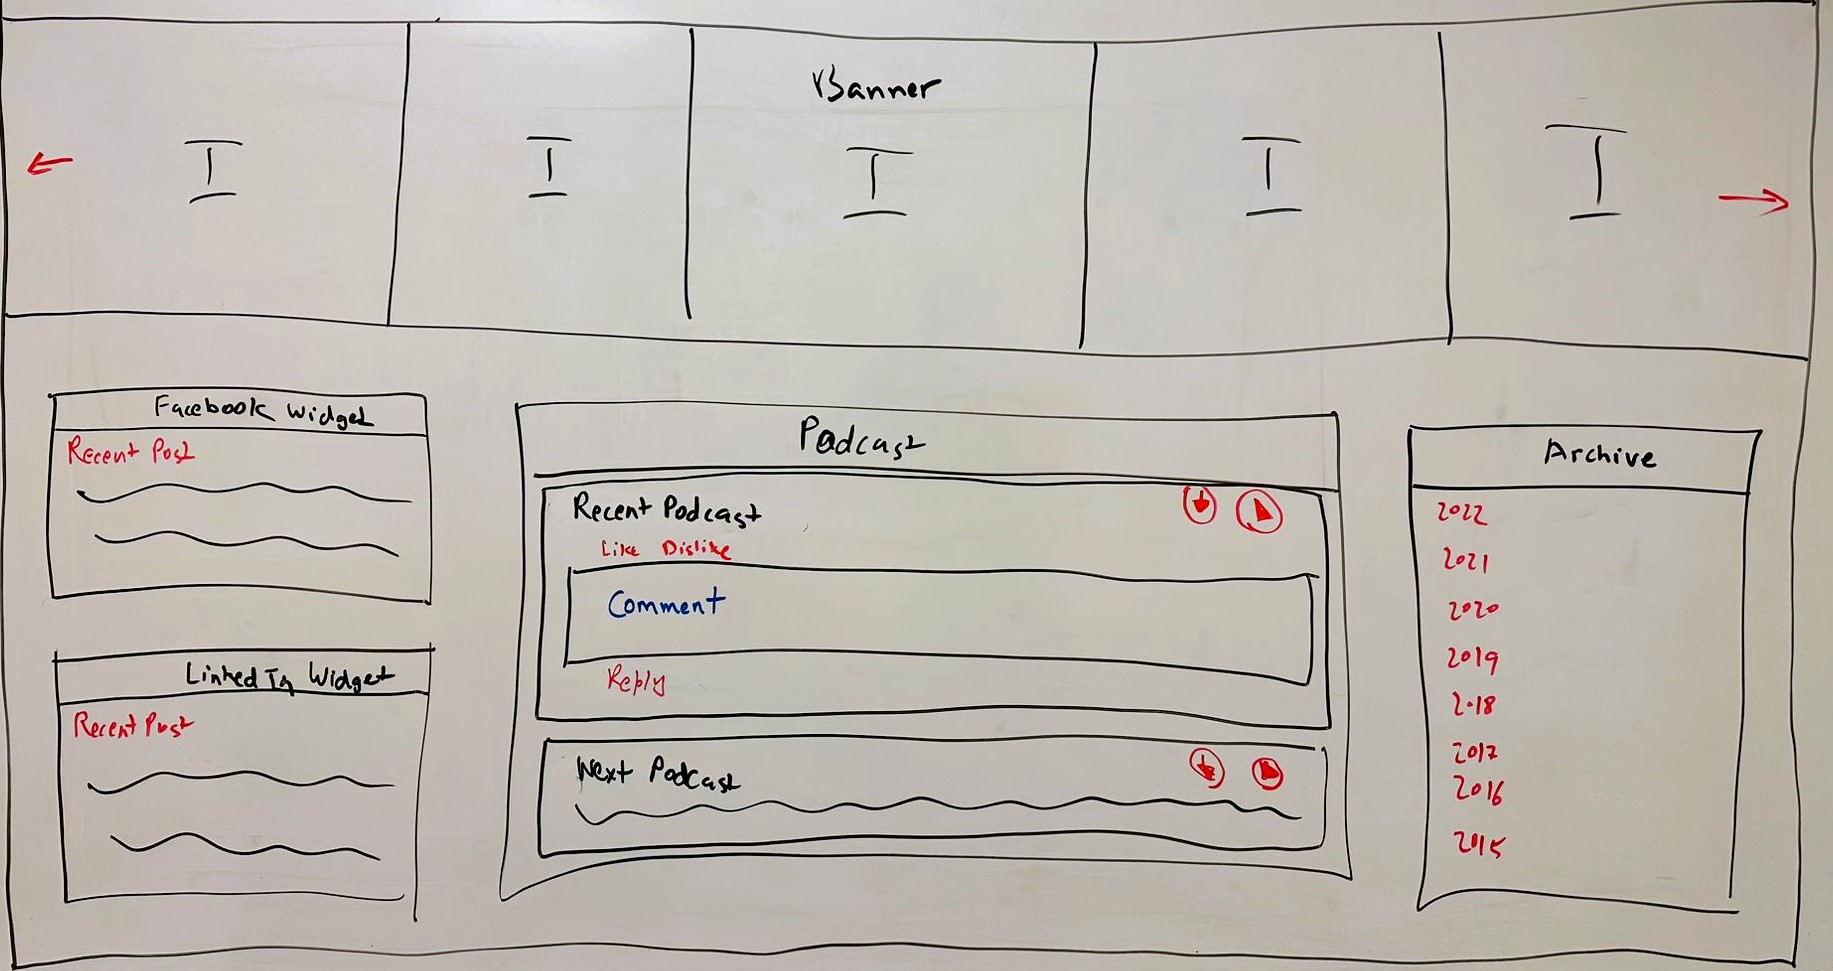 Banner
I
I
I
I
I
Facebook Widget
Recent Post
LinkedIn Widget
Recent Post
Podcast
Recent Podcast
Like Dislike
Comment
Reply
Next Podcast
Archive
2022
2021
2020
2019
2018
2017
2016
2015